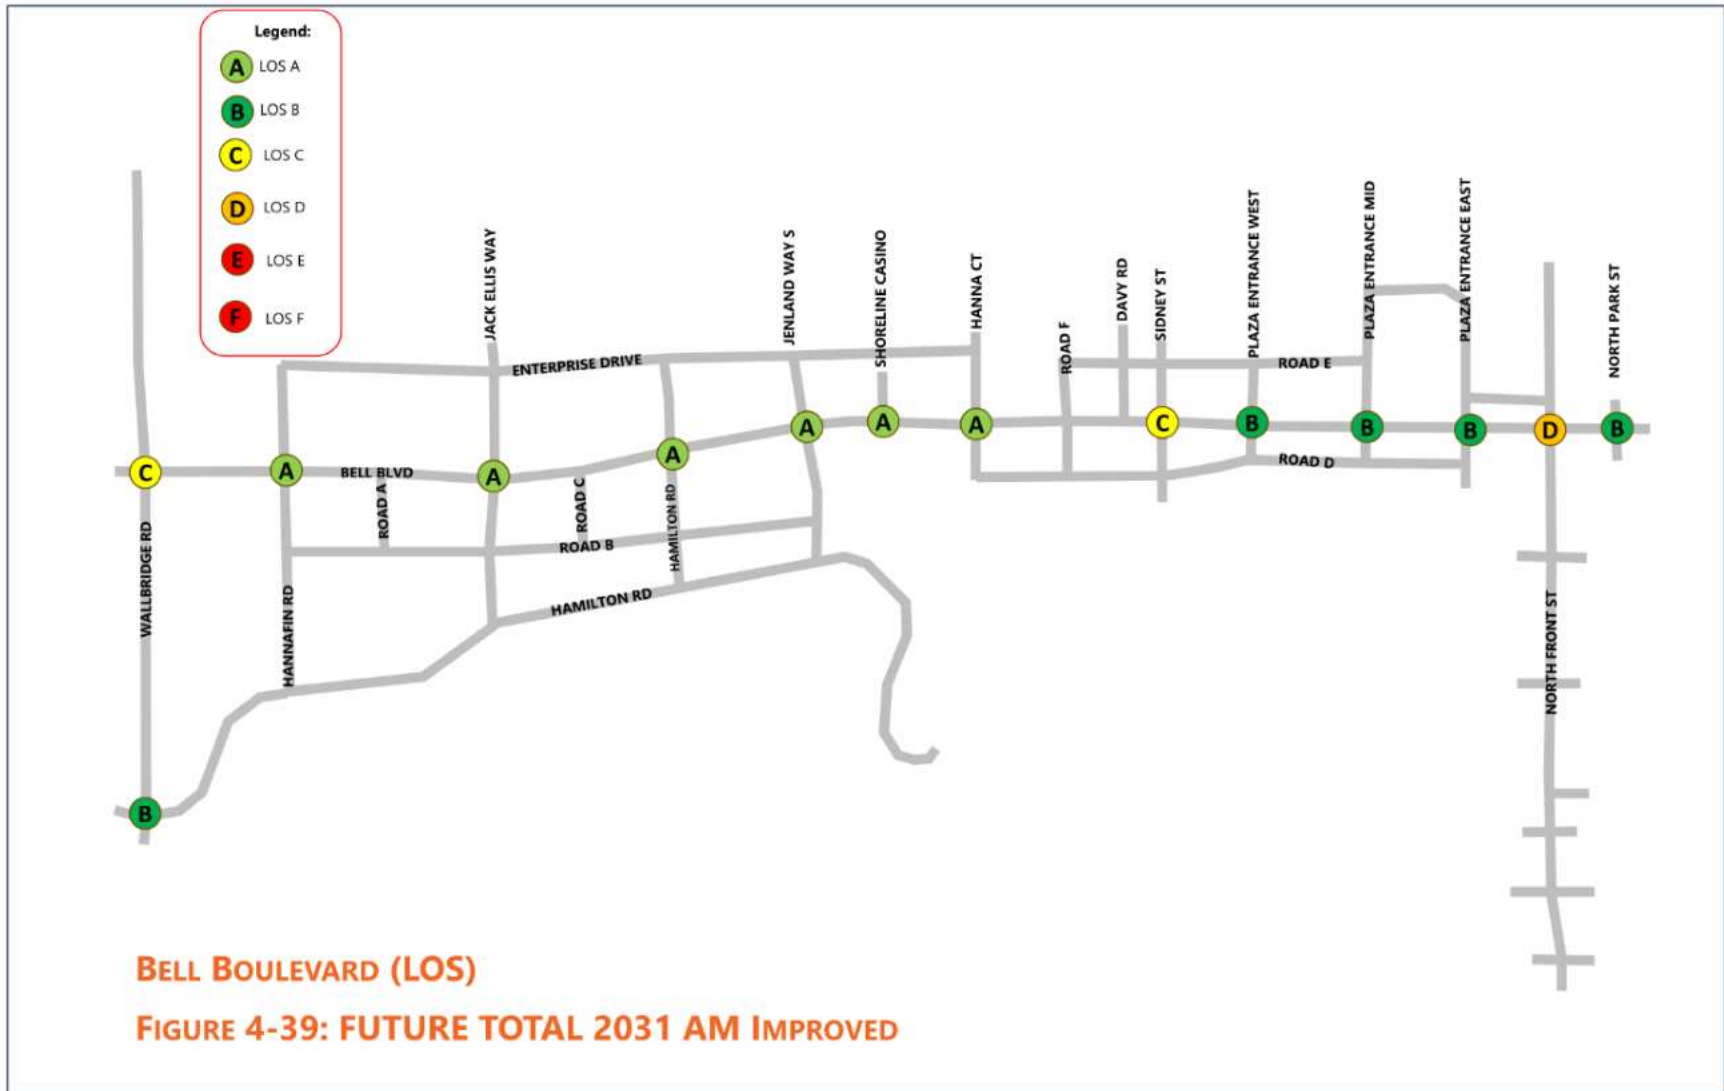 Legend:
A LOS A
B LOS B
C LOS C
D LOS D
E LOS E
F LOS F
JACK ELLIS WAY
JENLAND WAY S
SHORELINE CASINO
HANNA CT
ROAD F
DAVY RD
SIDNEY ST
PLAZA ENTRANCE WEST
PLAZA ENTRANCE MID
PLAZA ENTRANCE EAST
NORTH PARK ST
ENTERPRISE DRIVE
ROAD E
C
A
BELL BLVD
A
A
A
A
A
C
B
B
B
D
B
ROAD D
WALLBRIDGE RD
HANNAFIN RD
ROAD A
ROAD C
HAMILTON RD
ROAD B
HAMILTON RD
NORTH FRONT ST
B
BELL BOULEVARD (LOS)
FIGURE 4-39: FUTURE TOTAL 2031 AM IMPROVED